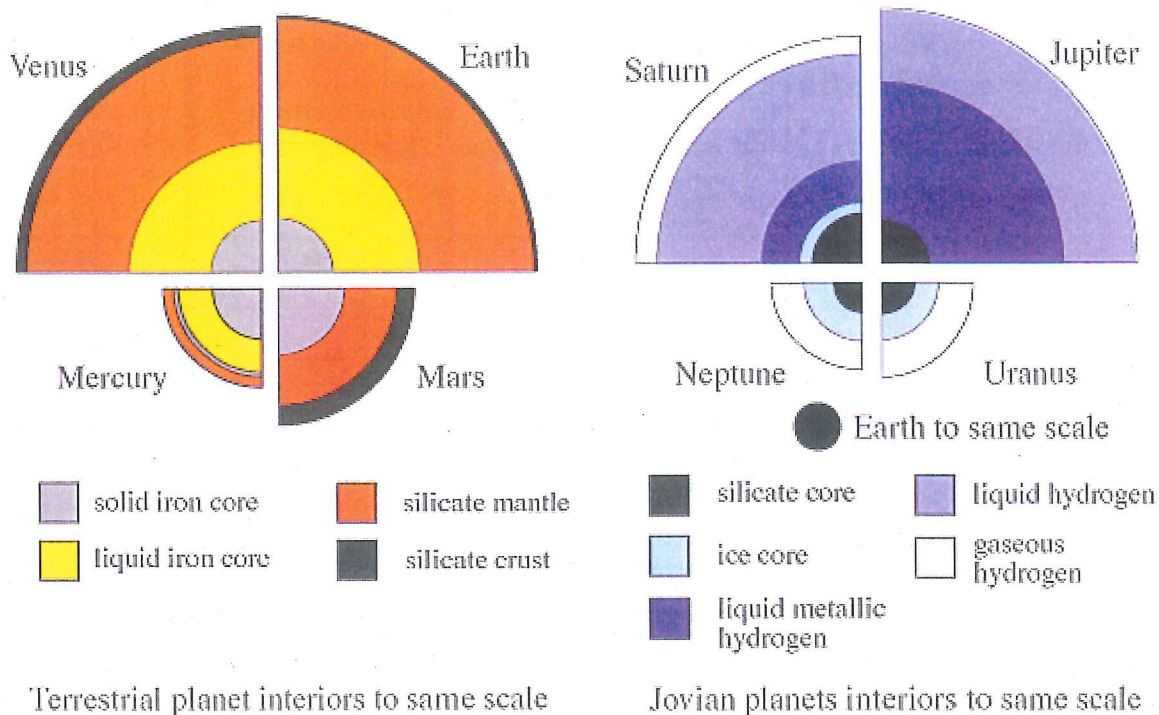 Venus
Earth
Mercury
Mars
solid iron core
silicate mantle
liquid iron core
silicate crust
Terrestrial planet interiors to same scale
Saturn
Jupiter
Neptune
Uranus
Earth to same scale
silicate core
liquid hydrogen
ice core
gaseous
hydrogen
liquid metallic
hydrogen
Jovian planets interiors to same scale